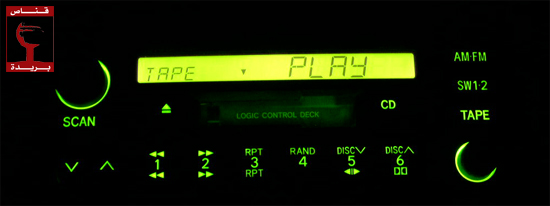 قناص
بريدة
TAPE PLAY
AM·FM
SW1·2
TAPE
CD
SCAN
LOGIC CONTROL DECK
RPT RAND DISC DISC
1 2 3 4 5 6
RPT